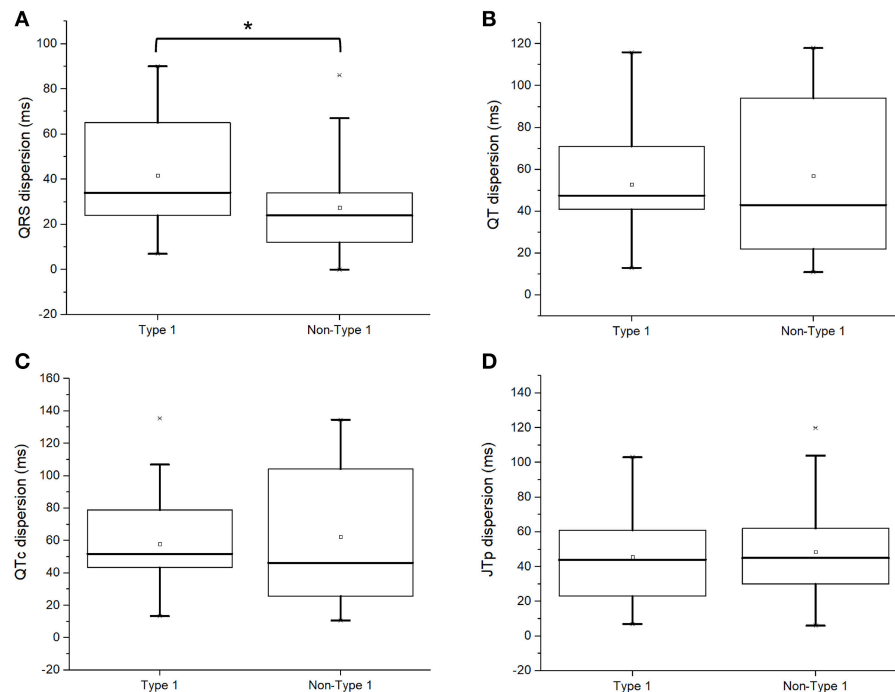 A
QRS dispersion (ms)
100
80
60
40
20
0
-20
*
Type 1
Non-Type 1
B
QT dispersion (ms)
120
100
80
60
40
20
0
Type 1
Non-Type 1
C
QTc dispersion (ms)
160
140
120
100
80
60
40
20
0
-20
Type 1
Non-Type 1
D
JTp dispersion (ms)
140
120
100
80
60
40
20
0
-20
Type 1
Non-Type 1